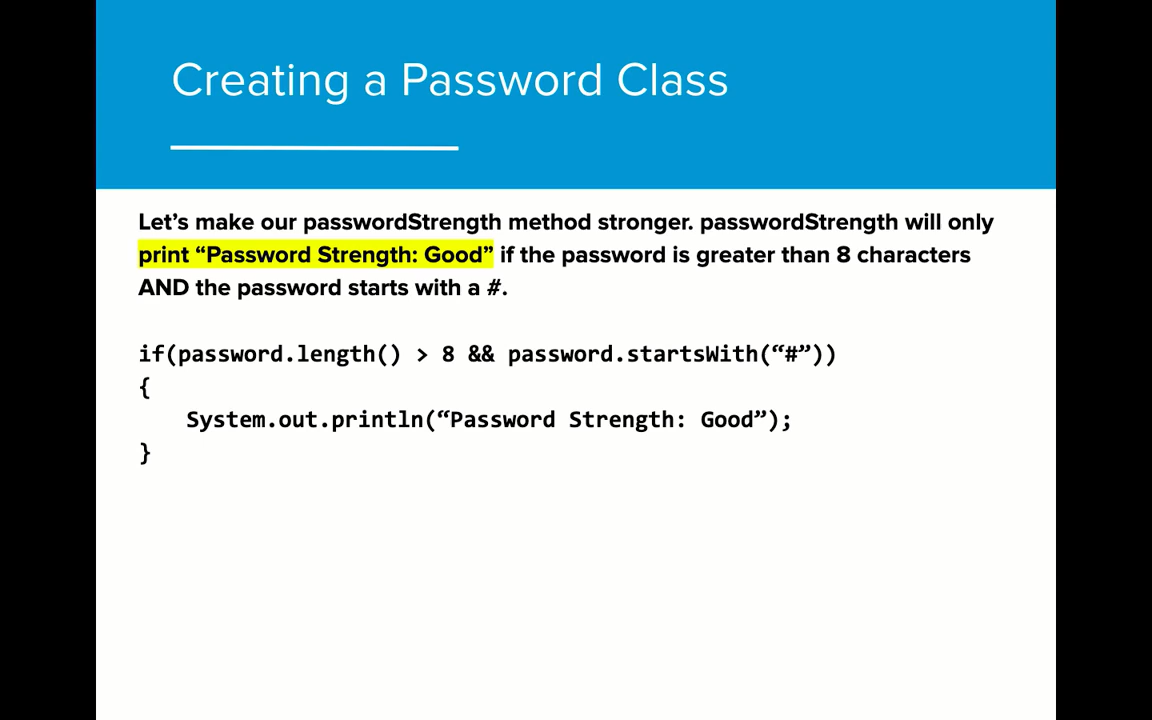 Creating a Password Class
Let’s make our passwordStrength method stronger. passwordStrength will only
print “Password Strength: Good” if the password is greater than 8 characters
AND the password starts with a #.
if(password.length() > 8 && password.startsWith(“#”))
{
System.out.println(“Password Strength: Good”);
}